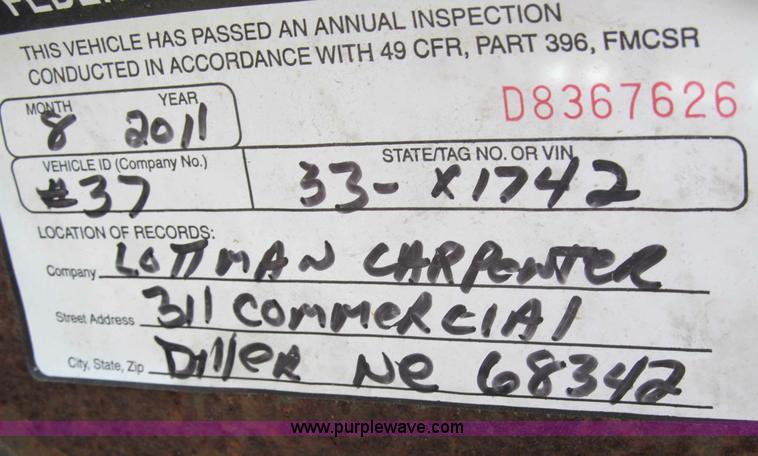 THIS VEHICLE HAS PASSED AN ANNUAL INSPECTION
CONDUCTED IN ACCORDANCE WITH 49 CFR, PART 396, FMCSR
MONTH YEAR
8 2011
D8367626
VEHICLE ID (Company No.) STATE/TAG NO. OR VIN
#37 33-X1742
LOCATION OF RECORDS:
Company LOTTMAN CARPENTER
Street Address 311 COMMERCIAl
City, State, Zip DIllER Ne 68342
www.purplewave.com